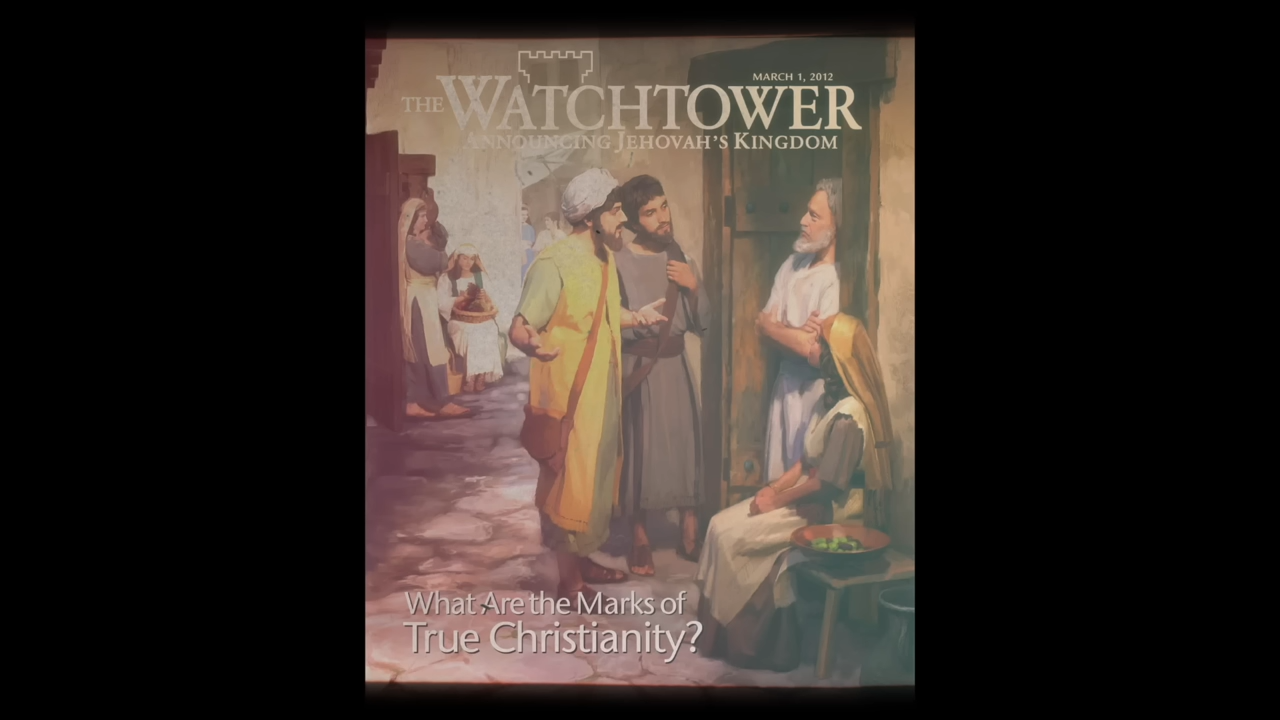 MARCH 1, 2012
THE WATCHTOWER
ANNOUNCING JEHOVAH'S KINGDOM
What Are the Marks of
True Christianity?